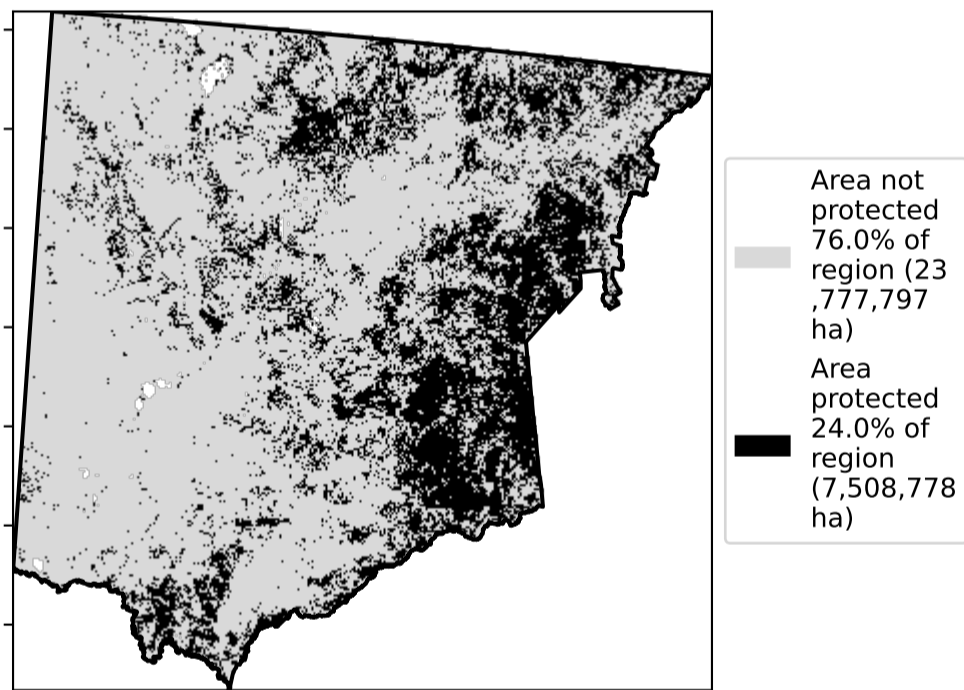 Area not
protected
76.0% of
region (23
,777,797
ha)
Area
protected
24.0% of
region
(7,508,778
ha)